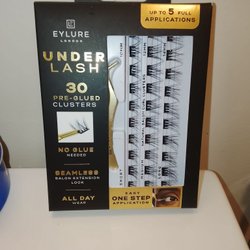 EYLURE
LONDON
UNDER
LASH
30
PRE-GLUED
CLUSTERS
NO GLUE
NEEDED
SEAMLESS
SALON EXTENSION
LOOK
ALL DAY
WEAR
UP TO 5 FULL
APPLICATIONS
SHORT
EASY
ONE STEP
APPLICATION